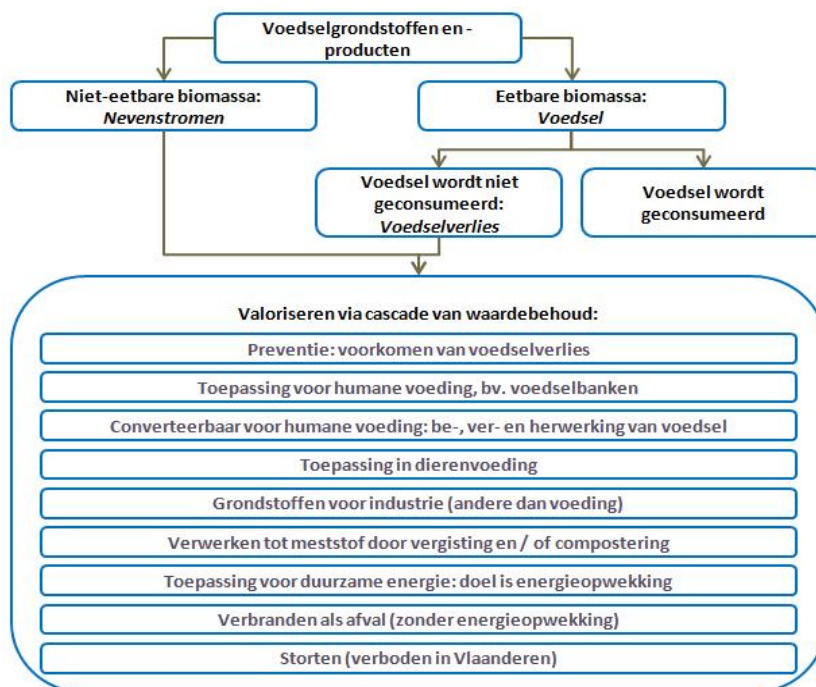 Voedselgrondstoffen en -
producten
Niet-eetbare biomassa:
Nevenstromen
Eetbare biomassa:
Voedsel
Voedsel wordt niet
geconsumeerd:
Voedselverlies
Voedsel wordt
geconsumeerd
Valoriseren via cascade van waardebehoud:
Preventie: voorkomen van voedselverlies
Toepassing voor humane voeding, bv. voedselbanken
Converteerbaar voor humane voeding: be-, ver- en herwerking van voedsel
Toepassing in dierenvoeding
Grondstoffen voor industrie (andere dan voeding)
Verwerken tot meststof door vergisting en / of compostering
Toepassing voor duurzame energie: doel is energieopwekking
Verbranden als afval (zonder energieopwekking)
Storten (verboden in Vlaanderen)